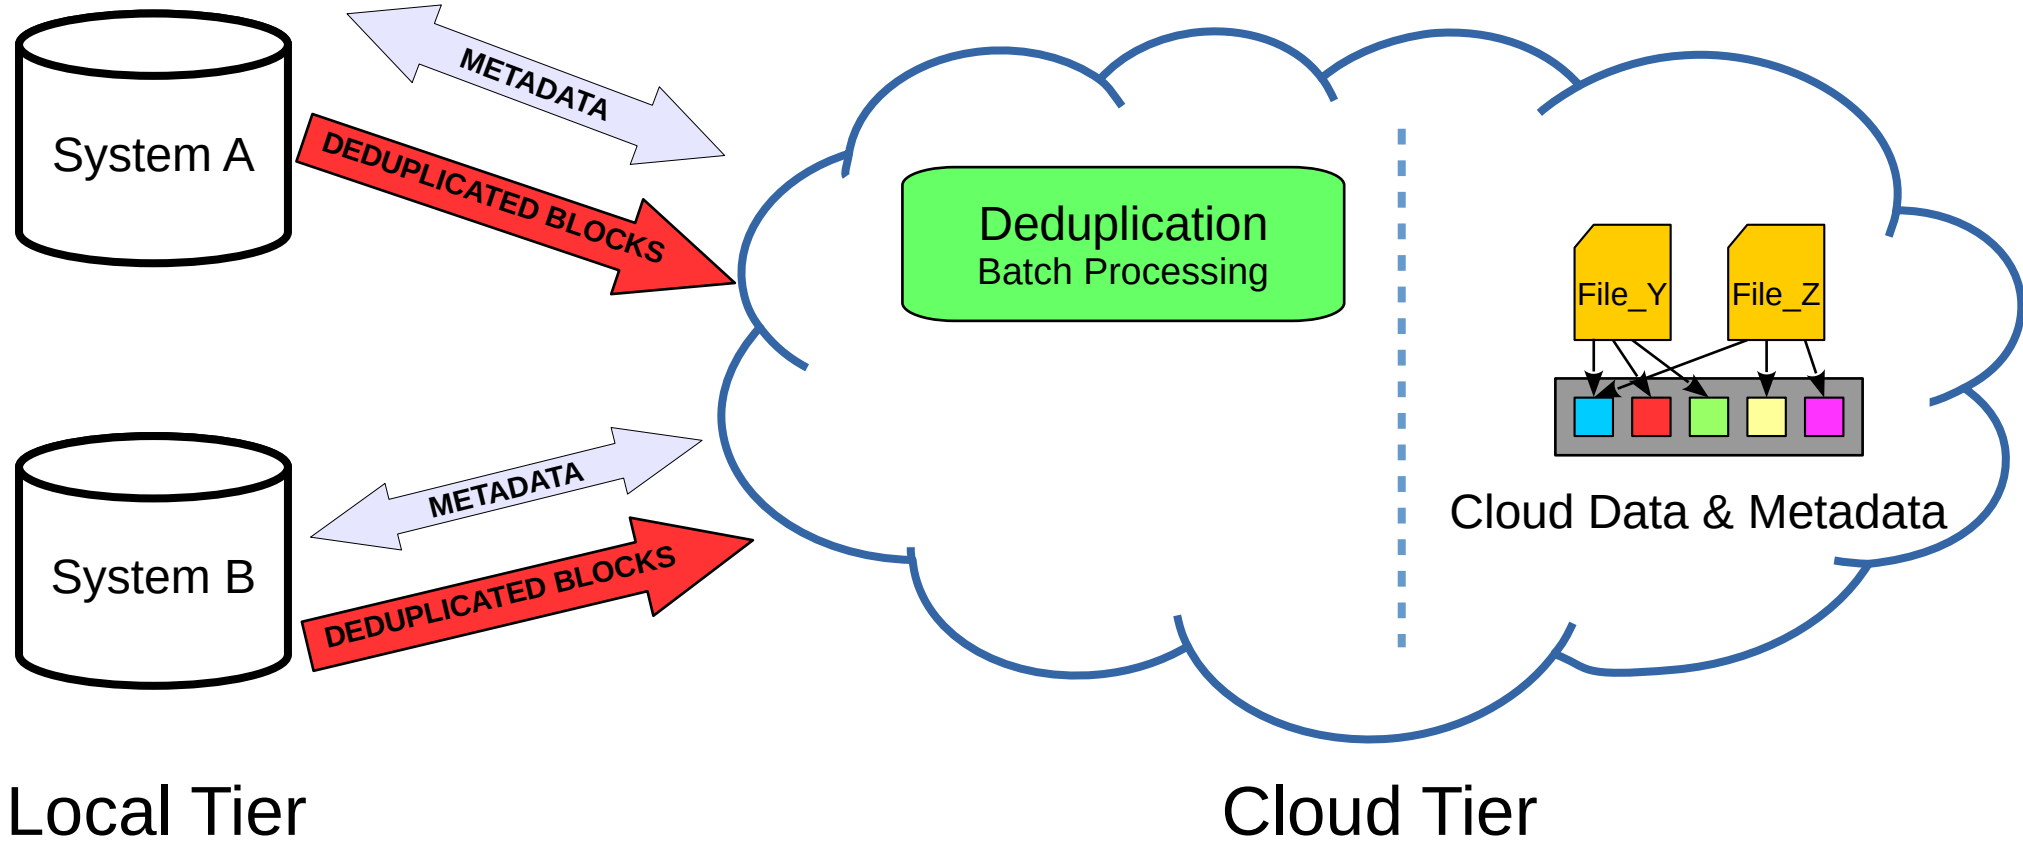 METADATA
System A
DEDUPLICATED BLOCKS
Deduplication
Batch Processing
File_Y
File_Z
METADATA
Cloud Data & Metadata
System B
DEDUPLICATED BLOCKS
Local Tier
Cloud Tier